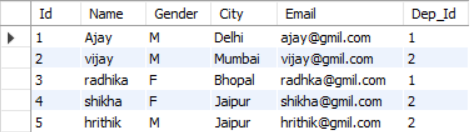 Id Name Gender City Email Dep_Id
1 Ajay M Delhi ajay@gmil.com 1
2 vijay M Mumbai vijay@gmil.com 2
3 radhika F Bhopal radhka@gmil.com 1
4 shikha F Jaipur shikha@gmil.com 2
5 hrithik M Jaipur hrithik@gmil.com 2